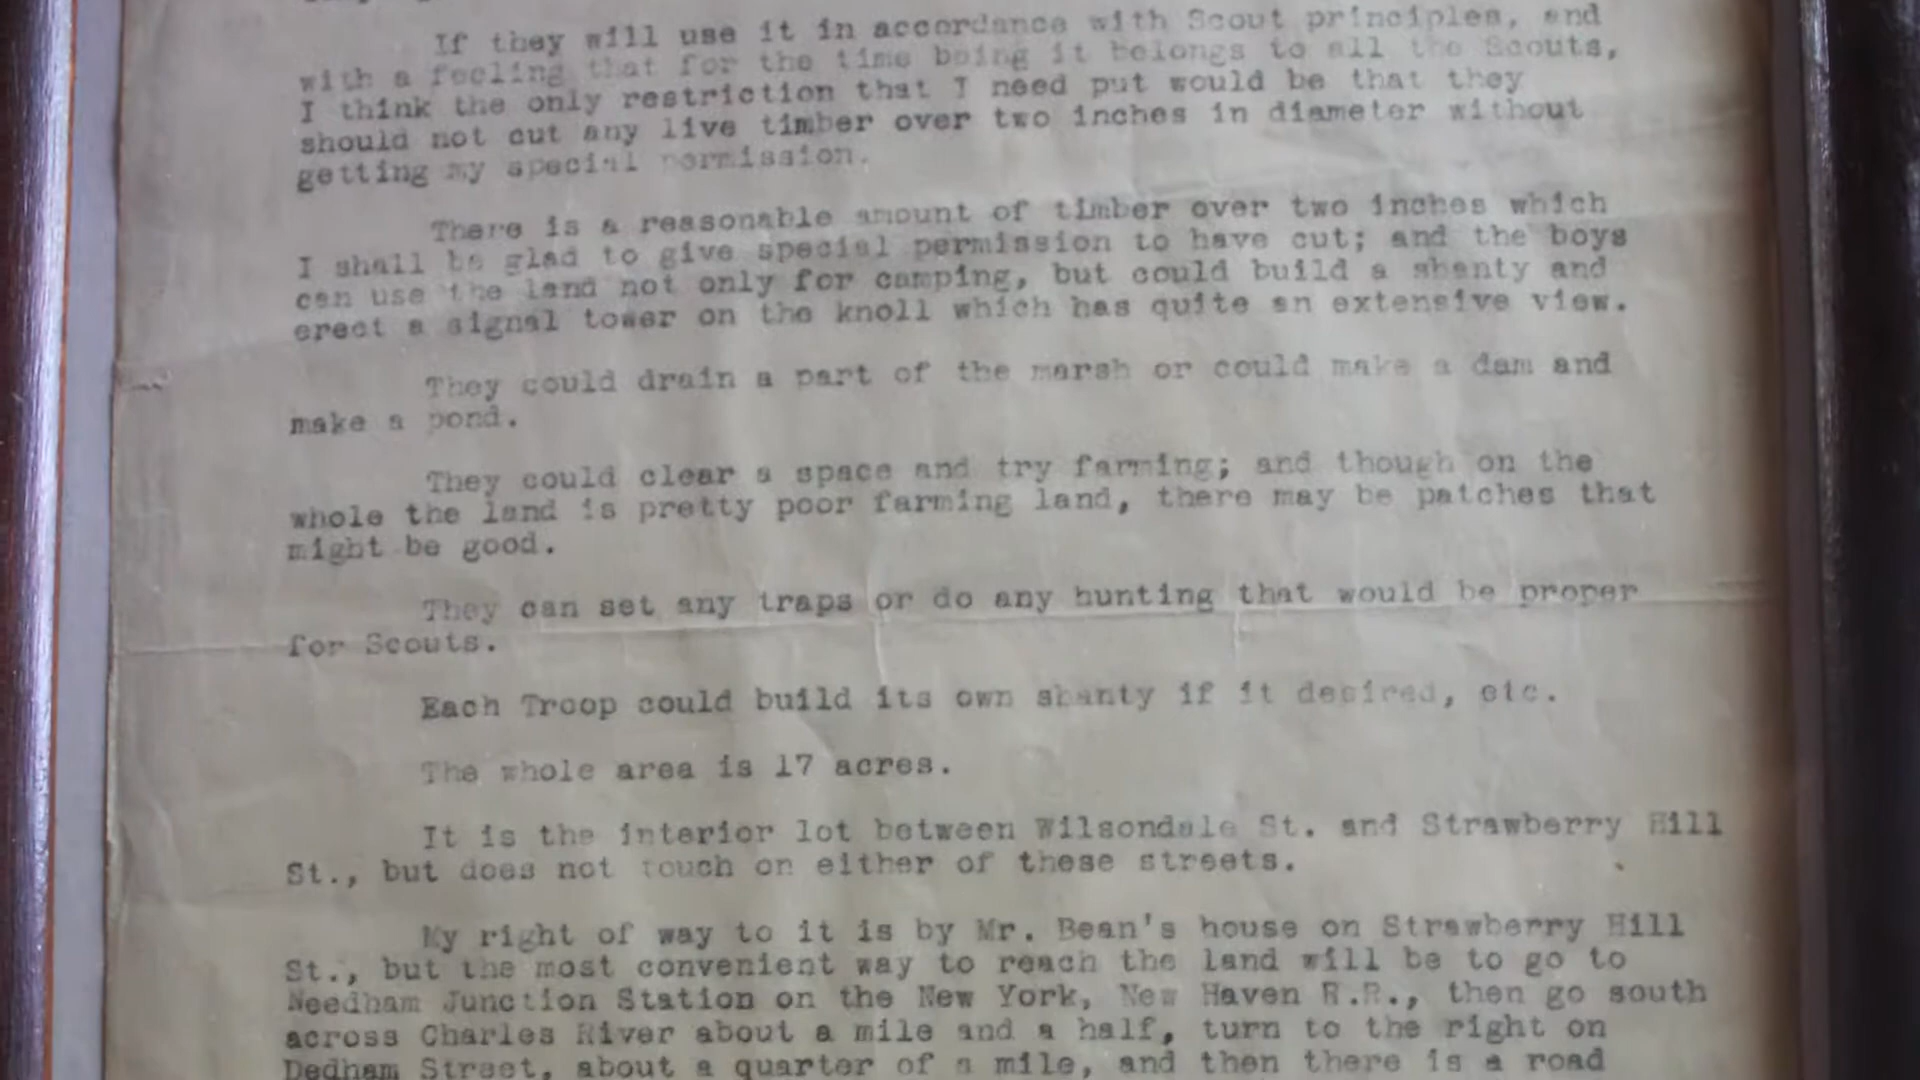 If they will use it in accordance with Scout principles, and
with a feeling that for the time being it belongs to all the Scouts,
I think the only restriction that I need put would be that they
should not cut any live timber over two inches in diameter without
getting my special permission.
There is a reasonable amount of timber over two inches which
I shall be glad to give special permission to have cut; and the boys
can use the land not only for camping, but could build a shanty and
erect a signal tower on the knoll which has quite an extensive view.
They could drain a part of the marsh or could make a dam and
make a pond.
They could clear a space and try farming; and though on the
whole the land is pretty poor farming land, there may be patches that
might be good.
They can set any traps or do any hunting that would be proper
for Scouts.
Each Troop could build its own shanty if it desired, etc.
The whole area is 17 acres.
It is the interior lot between Wilsondale St. and Strawberry Hill
St., but does not touch on either of these streets.
My right of way to it is by Mr. Bean's house on Strawberry Hill
St., but the most convenient way to reach the land will be to go to
Needham Junction Station on the New York, New Haven R.R., then go south
across Charles River about a mile and a half, turn to the right on
Dedham Street, about a quarter of a mile, and then there is a road